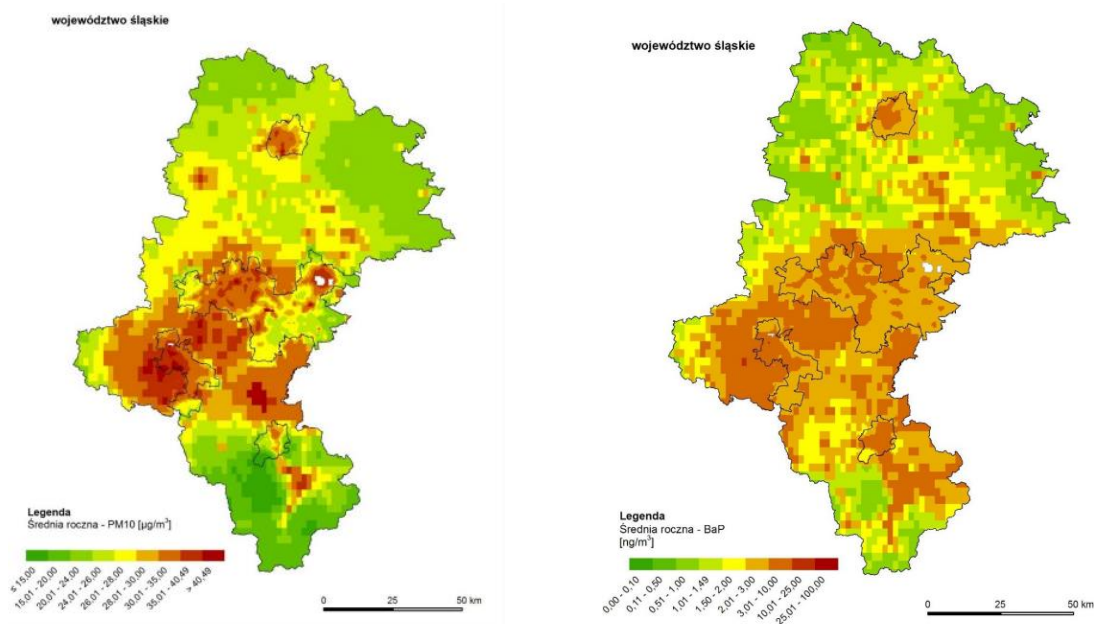 województwo śląskie
Legenda
Średnia roczna - PM10 [µg/m³]
≤ 15,00
15,01 - 20,00
20,01 - 24,00
24,01 - 26,00
26,01 - 28,00
28,01 - 30,00
30,01 - 35,00
35,01 - 40,49
> 40,49
0 25 50 km
województwo śląskie
Legenda
Średnia roczna - BaP
[ng/m³]
0,00 - 0,10
0,11 - 0,50
0,51 - 1,00
1,01 - 1,49
1,50 - 2,00
2,01 - 3,00
3,01 - 10,00
10,01 - 25,00
25,01 - 100,00
0 25 50 km